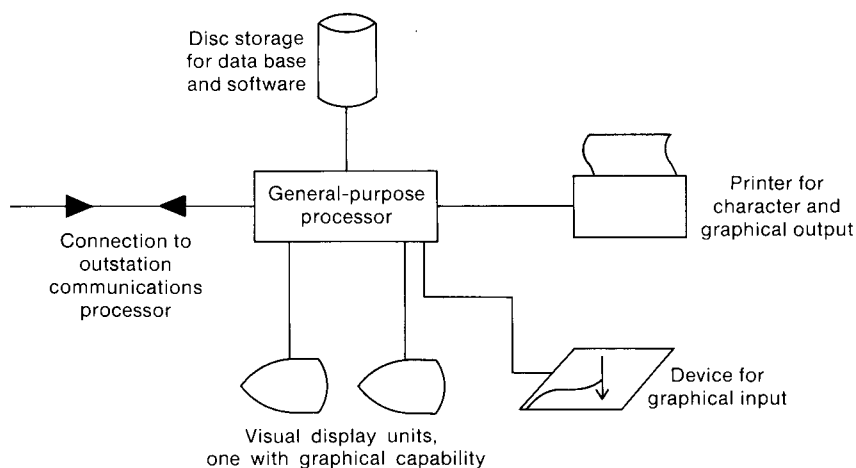 Disc storage
for data base
and software
General-purpose
processor
Printer for
character and
graphical output
Connection to
outstation
communications
processor
Device for
graphical input
Visual display units,
one with graphical capability